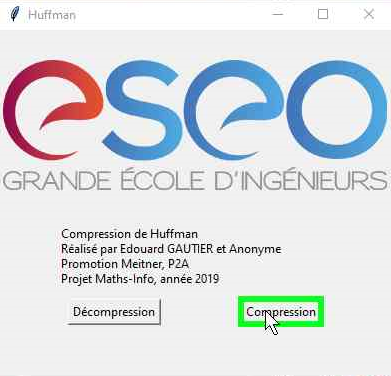 Huffman
eseo
GRANDE ÉCOLE D'INGÉNIEURS
Compression de Huffman
Réalisé par Edouard GAUTIER et Anonyme
Promotion Meitner, P2A
Projet Maths-Info, année 2019
Décompression
Compression